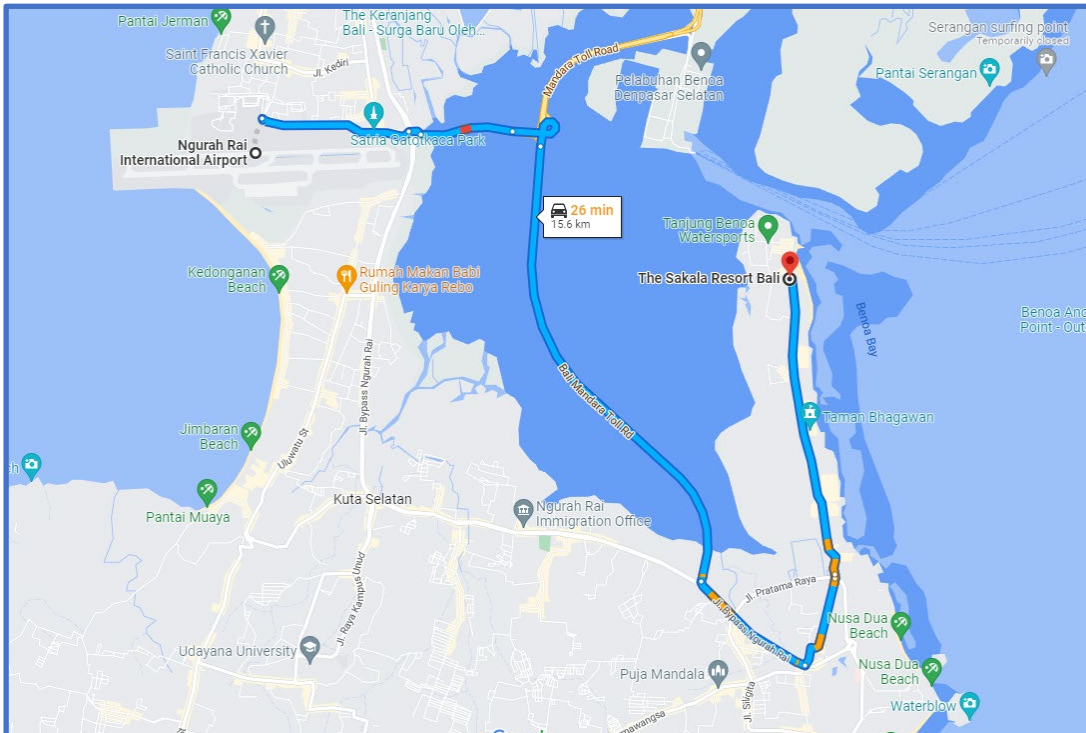 Pantai Jerman
The Keranjang
Bali - Surga Baru Oleh...
Saint Francis Xavier
Catholic Church
Jl. Kediri
Mandara Toll Road
Pelabuhan Benoa
Denpasar Selatan
Serangan surfing point
Temporarily closed
Pantai Serangan
Satria Gatotkaca Park
Ngurah Rai
International Airport
26 min
15.6 km
Tanjung Benoa
Watersports
The Sakala Resort Bali
Kedonganan
Beach
Rumah Makan Babi
Guling Karya Rebo
Benoa Bay
Benoa And
Point - Out
Jl. Bypass Ngurah Rai
Bali Mandara Toll Rd
Taman Bhagawan
Jimbaran
Beach
Uluwatu St
Pantai Muaya
Kuta Selatan
Ngurah Rai
Immigration Office
Jl. Raya Kampus Unud
Jl. Pratama Raya
Jl. Bypass Ngurah Rai
Nusa Dua
Beach
Udayana University
Puja Mandala
Nusa Dua
Beach
Jl. Siligita
Waterblow